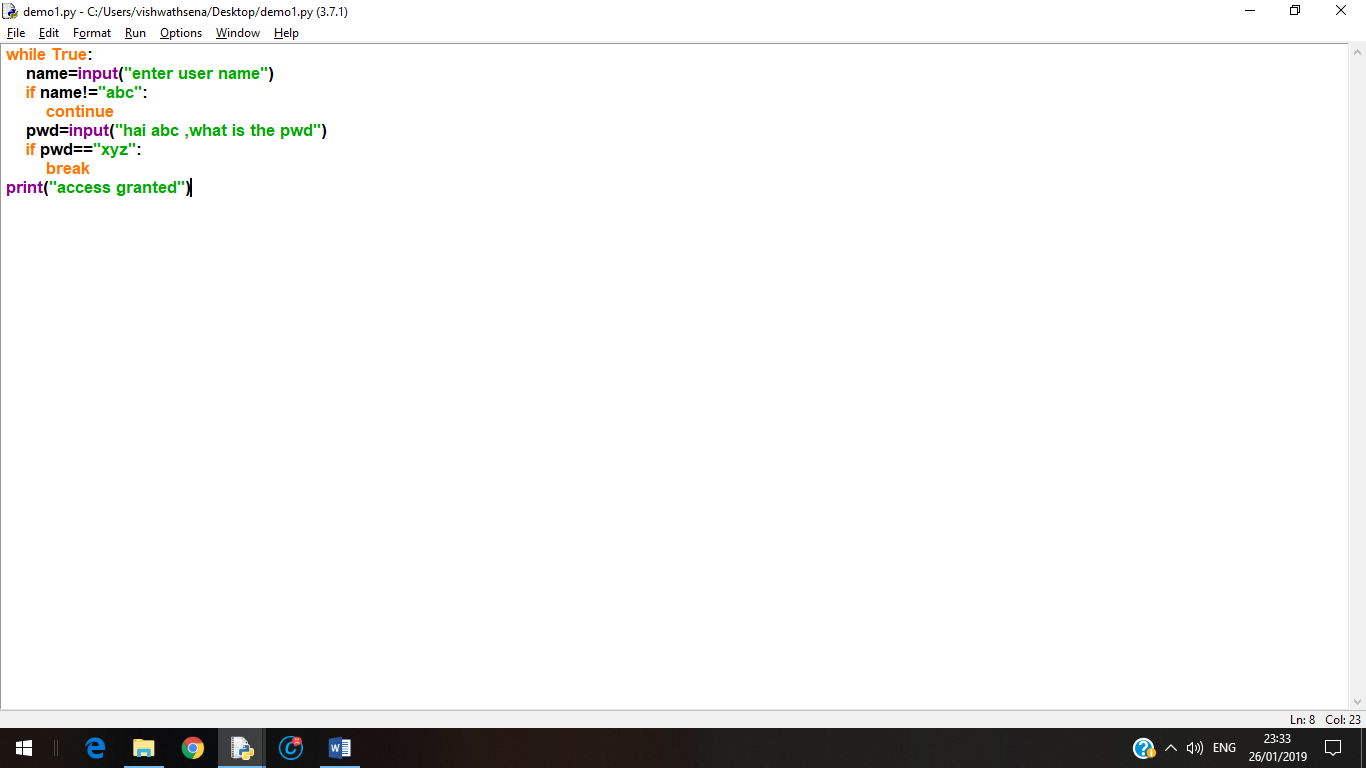 demo1.py - C:/Users/vishwathsena/Desktop/demo1.py (3.7.1)
File Edit Format Run Options Window Help
while True:
    name=input("enter user name")
    if name!="abc":
        continue
    pwd=input("hai abc ,what is the pwd")
    if pwd=="xyz":
        break
print("access granted")
Ln: 8 Col: 23
ENG
23:33
26/01/2019